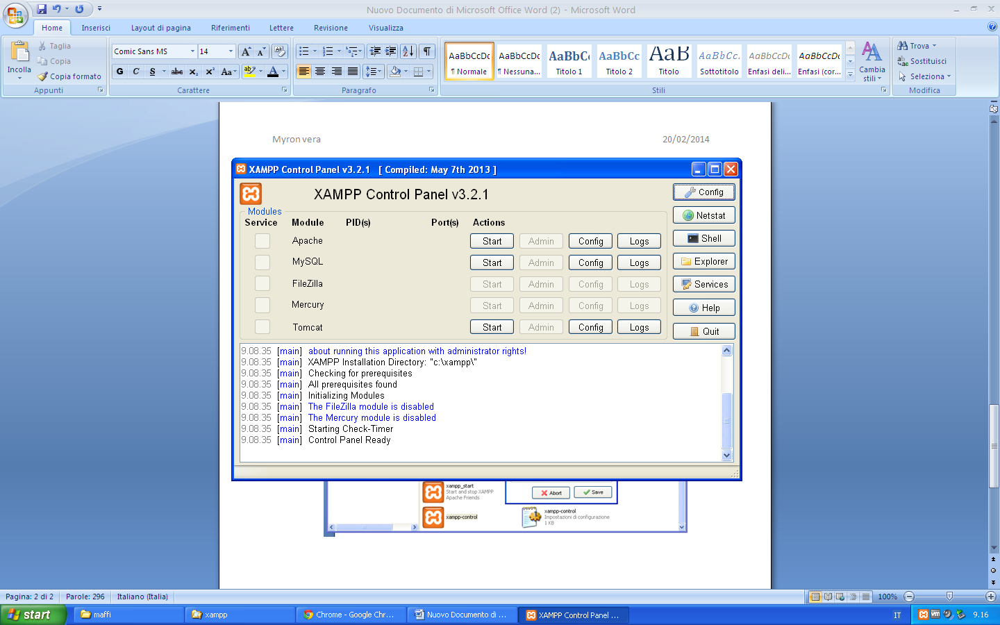 Nuovo Documento di Microsoft Office Word (2) - Microsoft Word
Home Inserisci Layout di pagina Riferimenti Lettere Revisione Visualizza
Incolla
Taglia
Copia
Copia formato
Appunti
Comic Sans MS 14
G C S abc x₂ x² Aa
Carattere
Paragrafo
AaBbCcDc AaBbCcDc AaBbCc AaBbCc AaB AaBbCc. AaBbCcDc AaBbCcDc
¶ Normale ¶ Nessuna... Titolo 1 Titolo 2 Titolo Sottotitolo Enfasi deli... Enfasi (cor...
Cambia stili
Stili
Trova
Sostituisci
Seleziona
Modifica
Myron vera 20/02/2014
XAMPP Control Panel v3.2.1 [ Compiled: May 7th 2013 ]
XAMPP Control Panel v3.2.1
Modules
Service Module PID(s) Port(s) Actions
Apache Start Admin Config Logs
MySQL Start Admin Config Logs
FileZilla Start Admin Config Logs
Mercury Start Admin Config Logs
Tomcat Start Admin Config Logs
Config
Netstat
Shell
Explorer
Services
Help
Quit
9.08.35 [main] about running this application with administrator rights!
9.08.35 [main] XAMPP Installation Directory: "c:\xampp\"
9.08.35 [main] Checking for prerequisites
9.08.35 [main] All prerequisites found
9.08.35 [main] Initializing Modules
9.08.35 [main] The FileZilla module is disabled
9.08.35 [main] The Mercury module is disabled
9.08.35 [main] Starting Check-Timer
9.08.35 [main] Control Panel Ready
xampp_start
Start and stop XAMPP
Apache Friends
Abort Save
xampp-control
xampp-control
Impostazioni di configurazione
1 KB
Pagina: 2 di 2 Parole: 296 Italiano (Italia) 100%
start maffi xampp Chrome - Google Chr... Nuovo Documento di ... XAMPP Control Panel ... IT 9.16